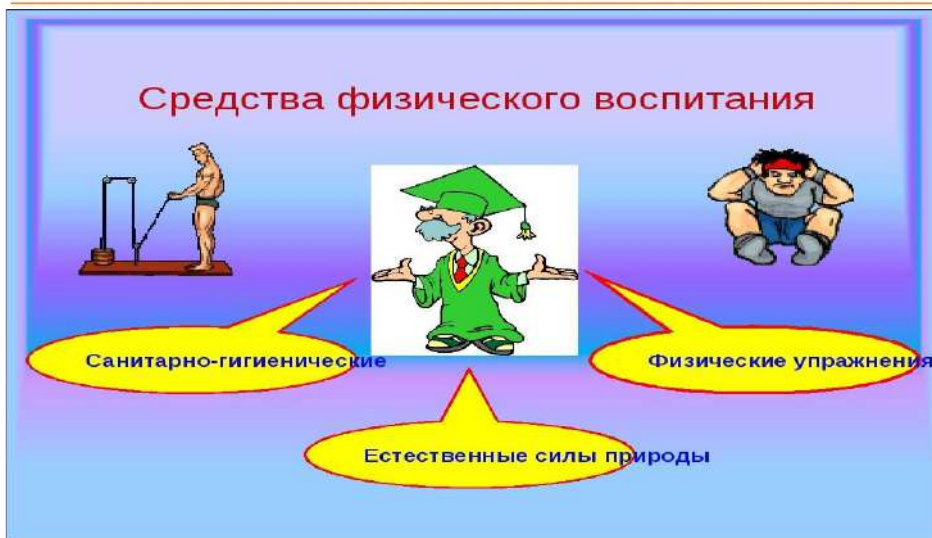 Средства физического воспитания
Санитарно-гигиенические
Физические упражнения
Естественные силы природы